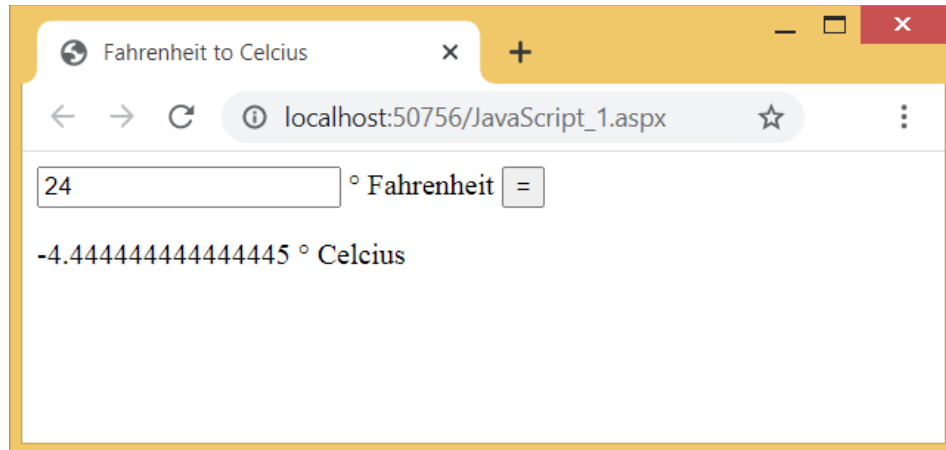 Fahrenheit to Celcius
localhost:50756/JavaScript_1.aspx
24 ° Fahrenheit =
-4.444444444444445 ° Celcius